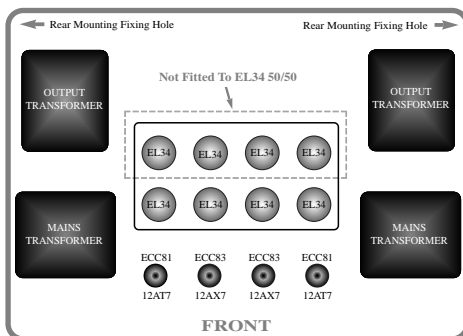 Rear Mounting Fixing Hole Rear Mounting Fixing Hole
OUTPUT
TRANSFORMER
Not Fitted To EL34 50/50
OUTPUT
TRANSFORMER
EL34 EL34 EL34 EL34
EL34 EL34 EL34 EL34
MAINS
TRANSFORMER
MAINS
TRANSFORMER
ECC81 ECC83 ECC83 ECC81
12AT7 12AX7 12AX7 12AT7
FRONT